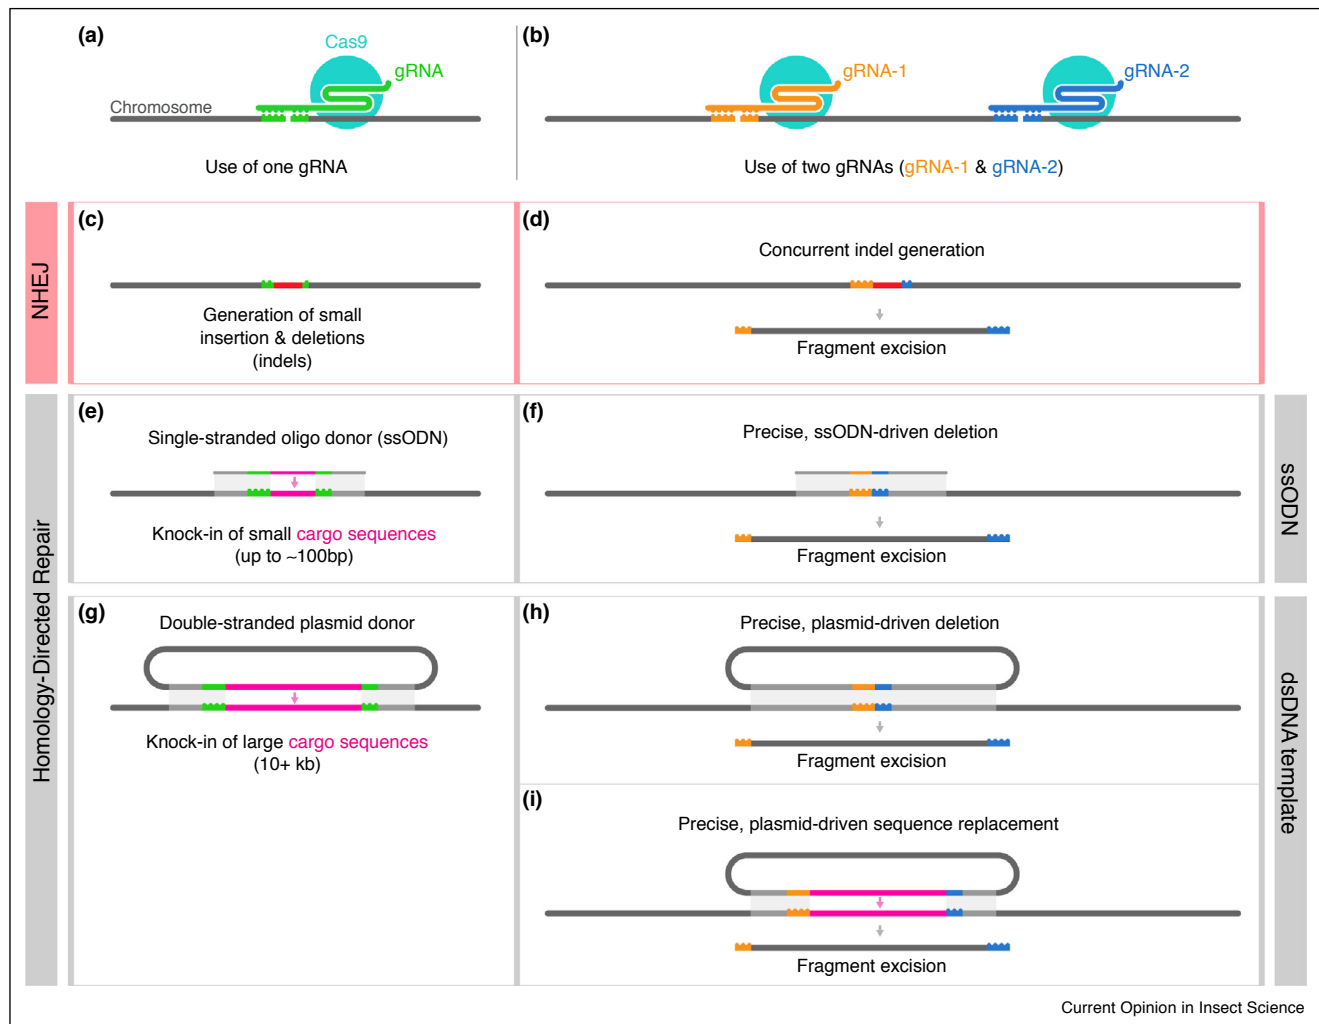 (a)
Cas9
gRNA
Chromosome
Use of one gRNA
(b)
gRNA-1
gRNA-2
Use of two gRNAs (gRNA-1 & gRNA-2)
NHEJ
(c)
Generation of small
insertion & deletions
(indels)
(d)
Concurrent indel generation
Fragment excision
Homology-Directed Repair
(e)
Single-stranded oligo donor (ssODN)
Knock-in of small cargo sequences
(up to ~100bp)
(f)
Precise, ssODN-driven deletion
Fragment excision
ssODN
(g)
Double-stranded plasmid donor
Knock-in of large cargo sequences
(10+ kb)
(h)
Precise, plasmid-driven deletion
Fragment excision
dsDNA template
(i)
Precise, plasmid-driven sequence replacement
Fragment excision
Current Opinion in Insect Science